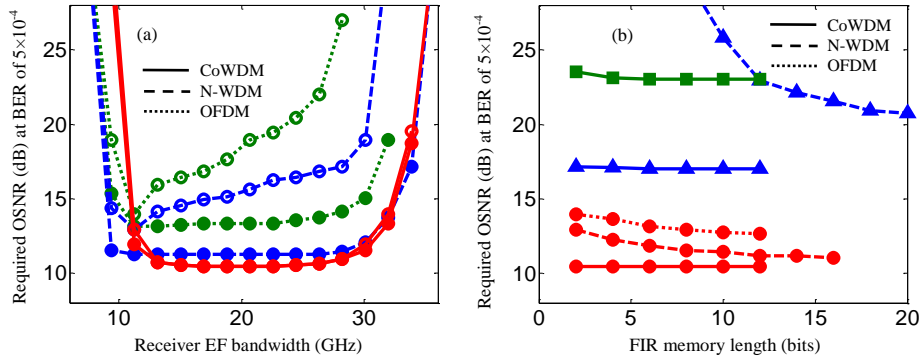 Required OSNR (dB) at BER of 5×10⁻⁴
25
20
15
10
(a)
CoWDM
N-WDM
OFDM
10
20
30
Receiver EF bandwidth (GHz)
Required OSNR (dB) at BER of 5×10⁻⁴
25
20
15
10
(b)
CoWDM
N-WDM
OFDM
0
5
10
15
20
FIR memory length (bits)